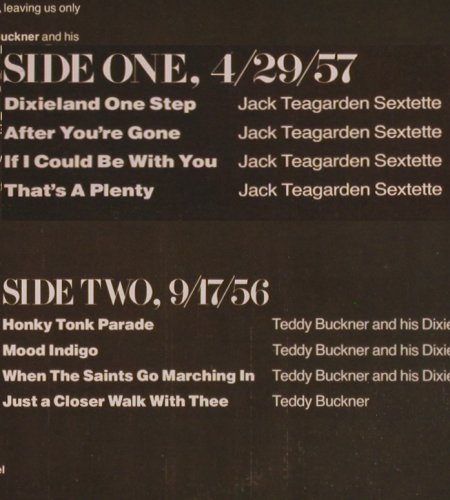 , leaving us only
uckner and his
SIDE ONE, 4/29/57
Dixieland One Step Jack Teagarden Sextette
After You're Gone Jack Teagarden Sextette
If I Could Be With You Jack Teagarden Sextette
That's A Plenty Jack Teagarden Sextette
SIDE TWO, 9/17/56
Honky Tonk Parade Teddy Buckner and his Dixie
Mood Indigo Teddy Buckner and his Dixie
When The Saints Go Marching In Teddy Buckner and his Dixie
Just a Closer Walk With Thee Teddy Buckner
el